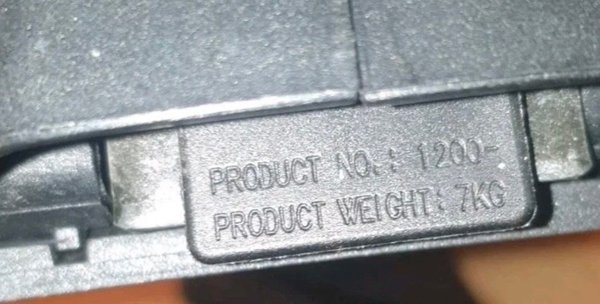 PRODUCT NO.: 1200-
PRODUCT WEIGHT: 7KG